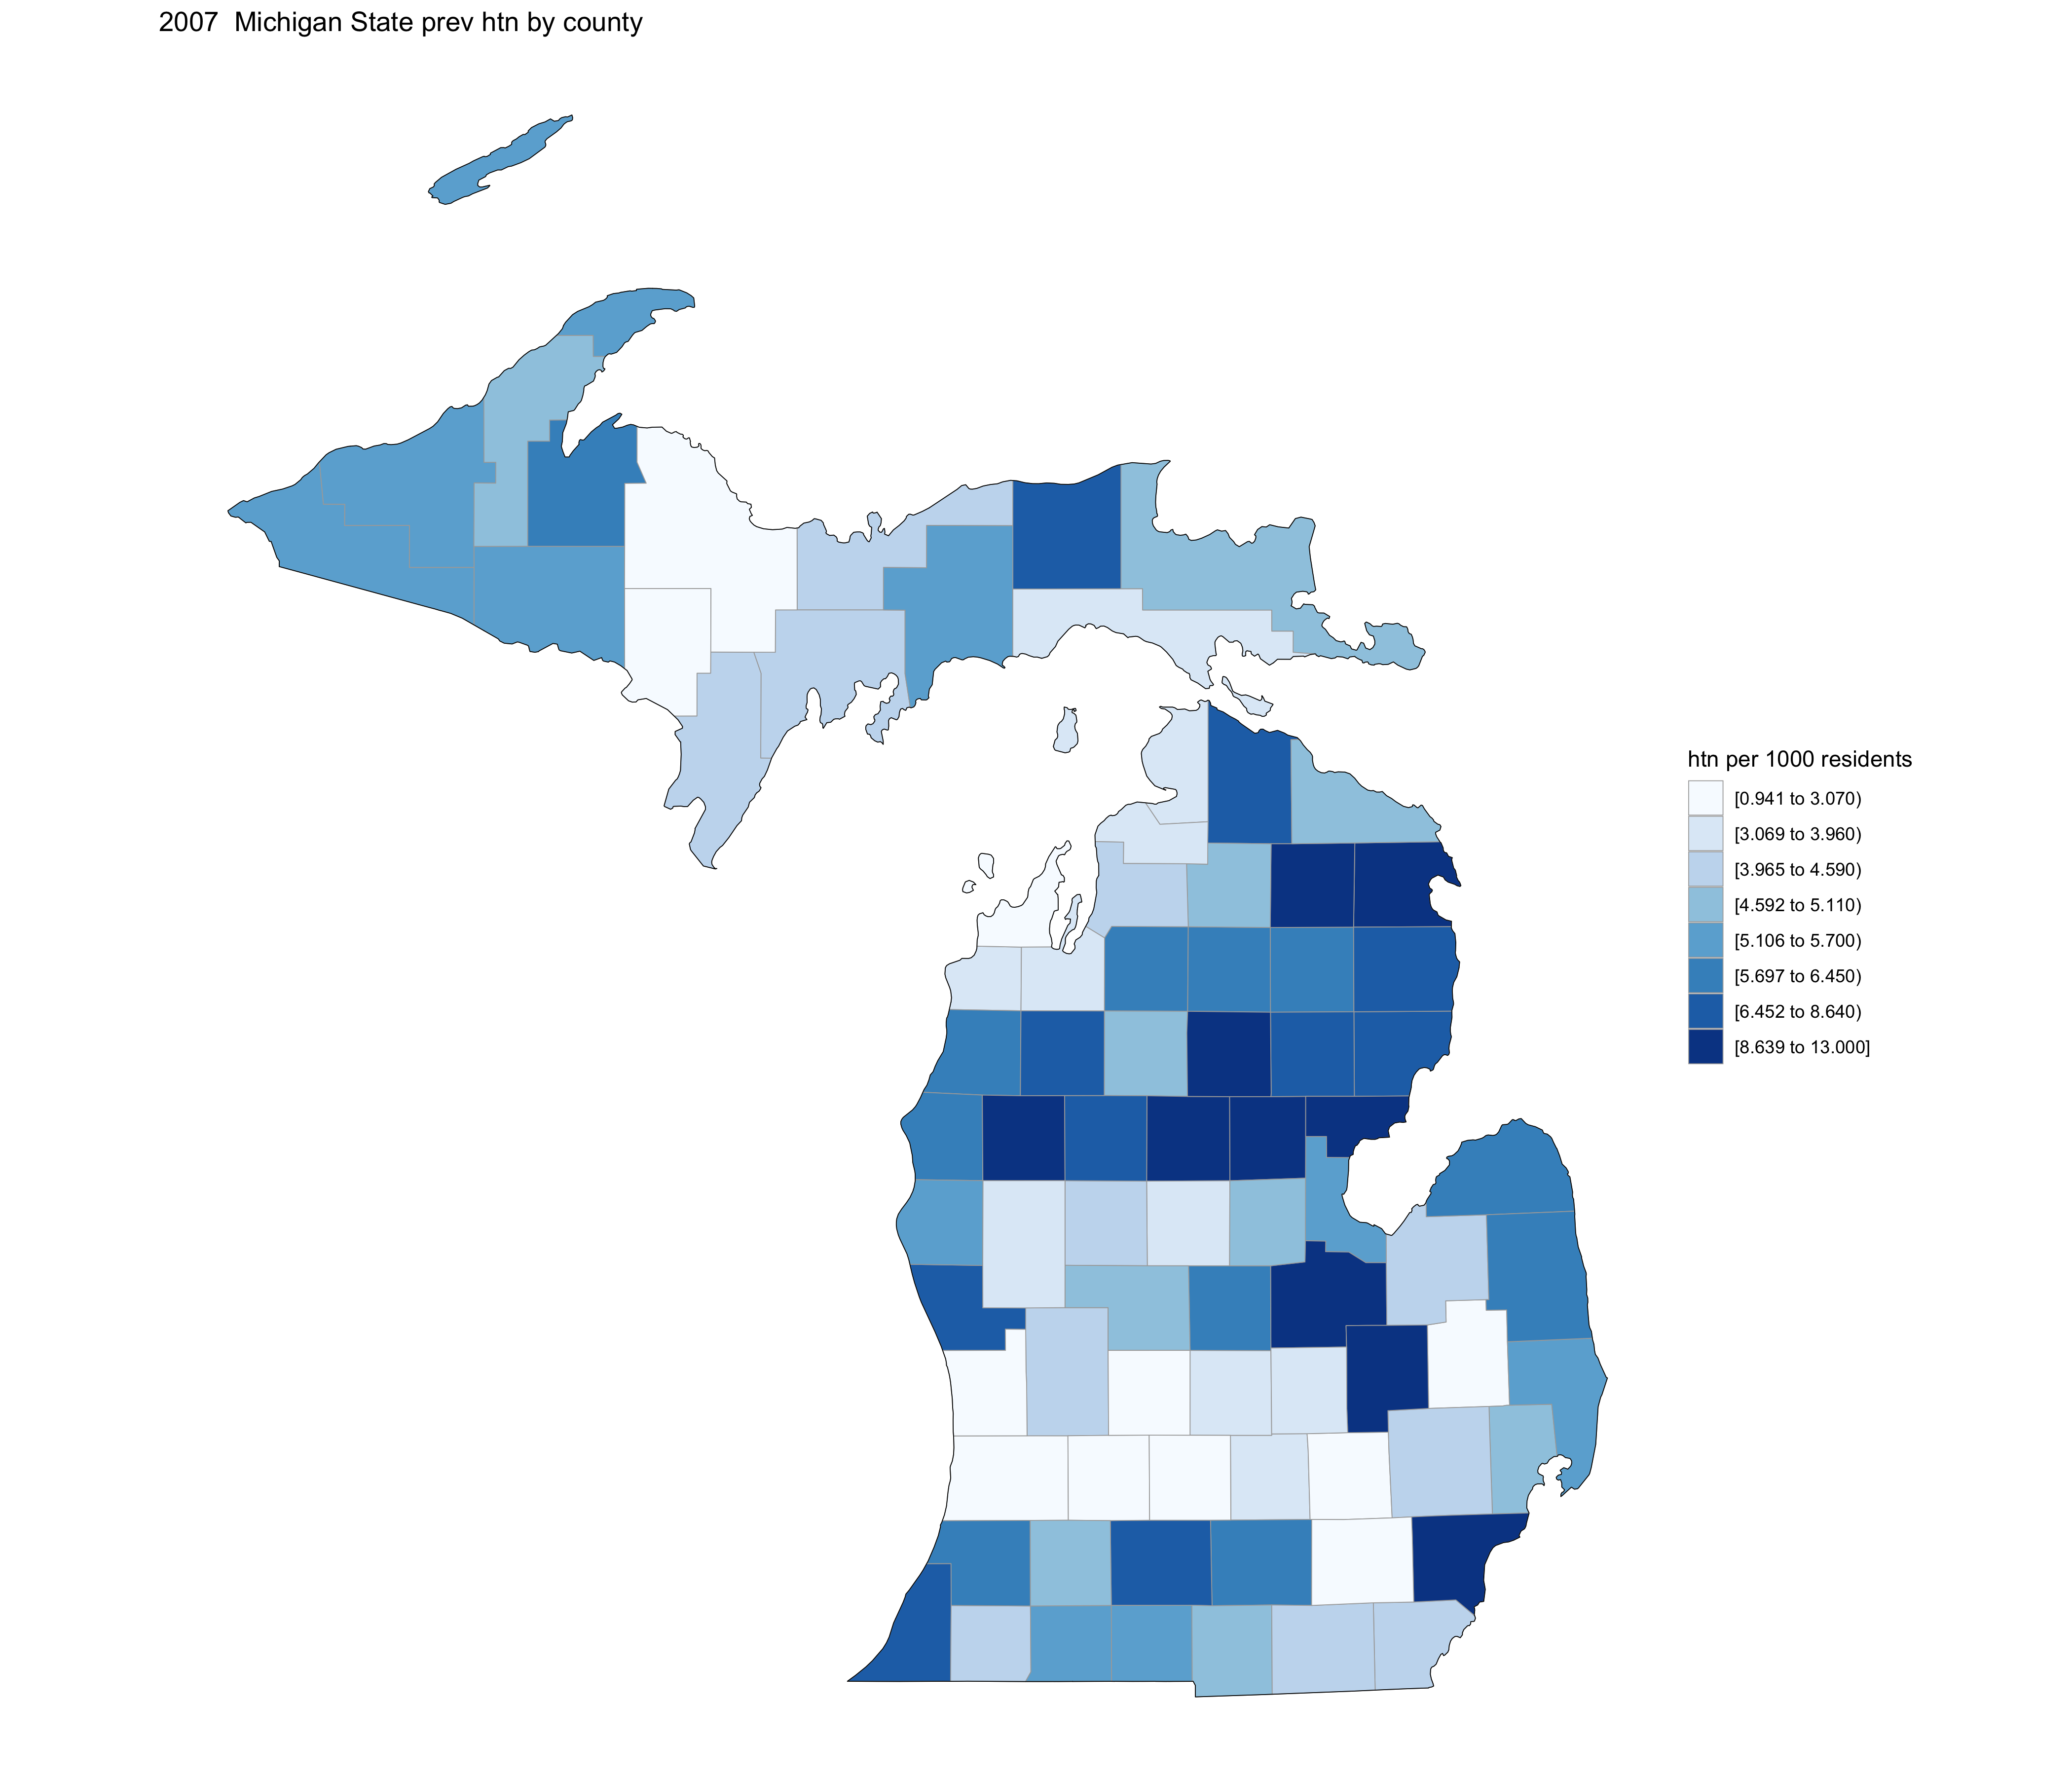 2007  Michigan State prev htn by county
htn per 1000 residents
[0.941 to 3.070)
[3.069 to 3.960)
[3.965 to 4.590)
[4.592 to 5.110)
[5.106 to 5.700)
[5.697 to 6.450)
[6.452 to 8.640)
[8.639 to 13.000]